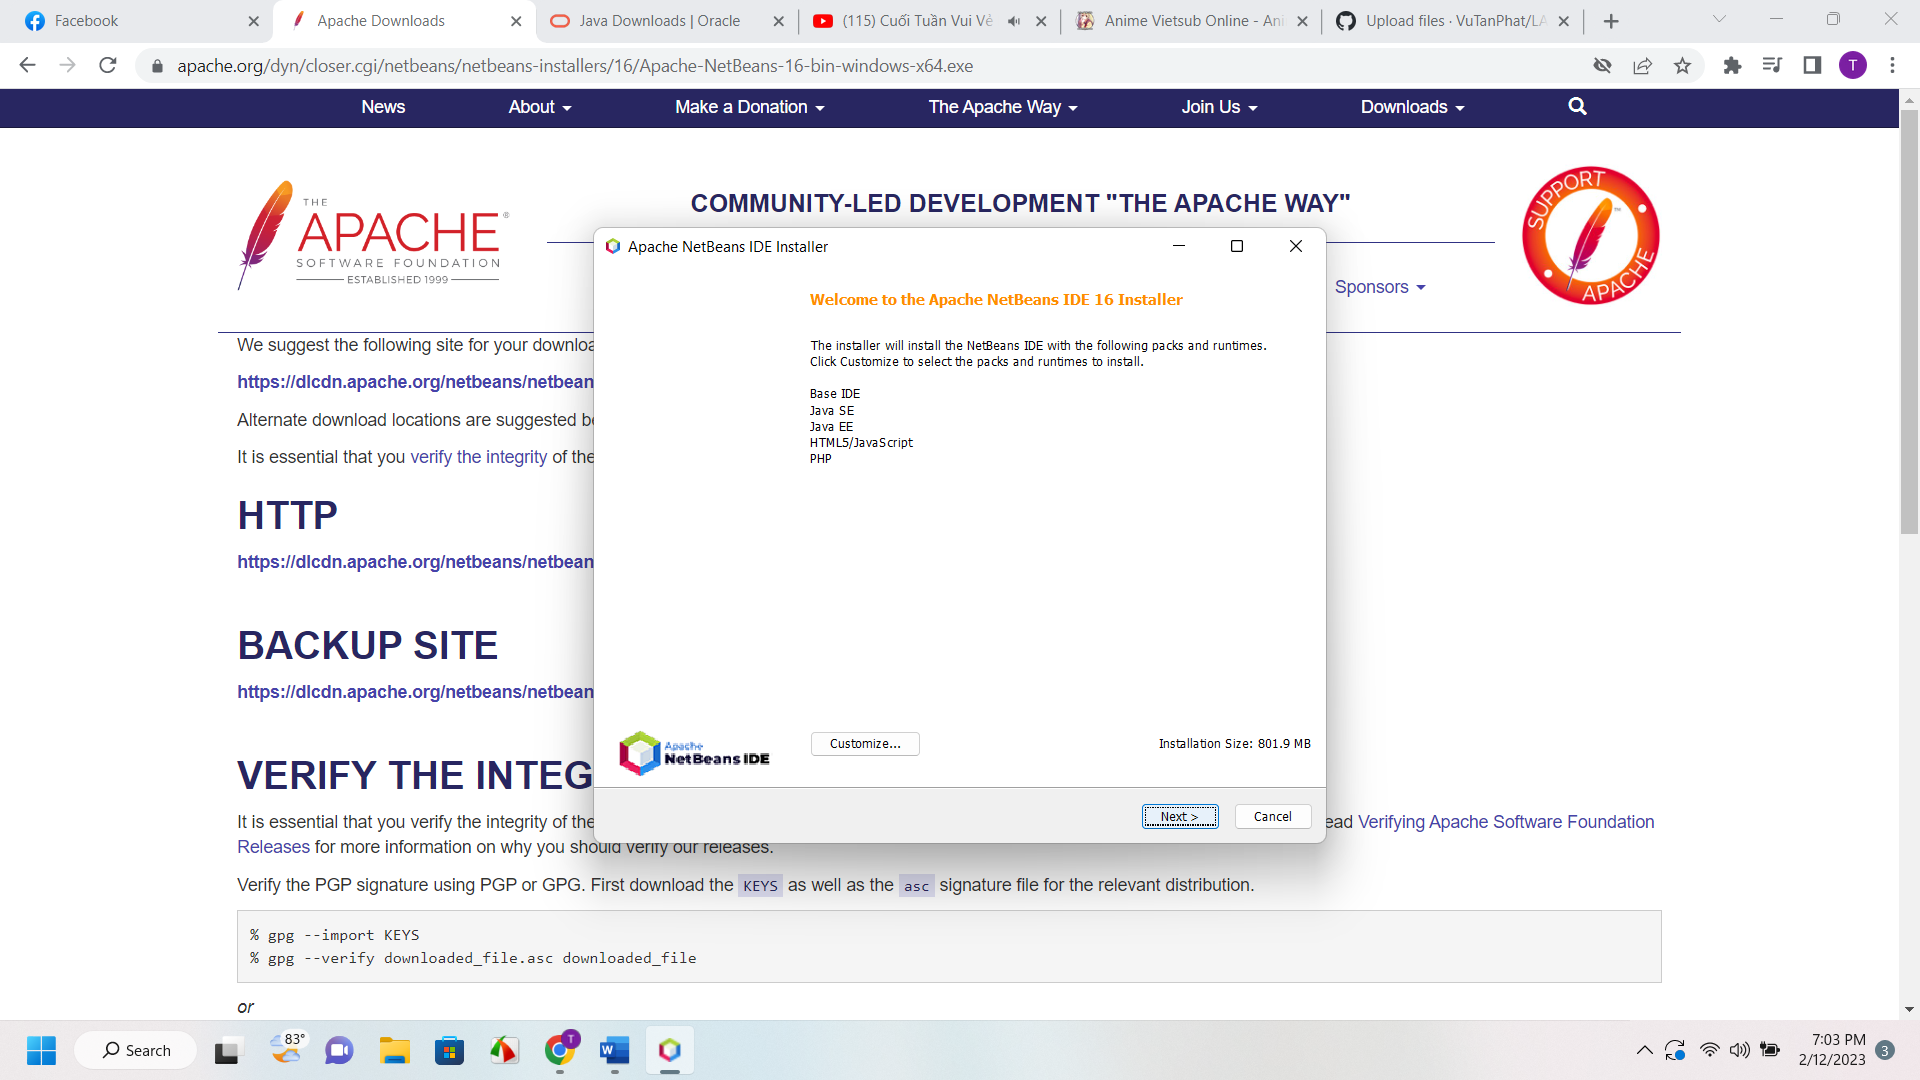 Facebook
Apache Downloads
Java Downloads | Oracle
(115) Cuối Tuần Vui Vẻ
Anime Vietsub Online - Ani
Upload files · VuTanPhat/LA
apache.org/dyn/closer.cgi/netbeans/netbeans-installers/16/Apache-NetBeans-16-bin-windows-x64.exe
T
News About Make a Donation The Apache Way Join Us Downloads
THE
APACHE®
SOFTWARE FOUNDATION
ESTABLISHED 1999
COMMUNITY-LED DEVELOPMENT "THE APACHE WAY"
SUPPORT
APACHE
TM
Sponsors
We suggest the following site for your downloa
https://dlcdn.apache.org/netbeans/netbean
Alternate download locations are suggested be
It is essential that you verify the integrity of the
HTTP
https://dlcdn.apache.org/netbeans/netbean
BACKUP SITE
https://dlcdn.apache.org/netbeans/netbean
VERIFY THE INTEG
It is essential that you verify the integrity of the
ead Verifying Apache Software Foundation
Releases for more information on why you should verify our releases.
Verify the PGP signature using PGP or GPG. First download the KEYS as well as the asc signature file for the relevant distribution.
% gpg --import KEYS
% gpg --verify downloaded_file.asc downloaded_file
or
Apache NetBeans IDE Installer
Welcome to the Apache NetBeans IDE 16 Installer
The installer will install the NetBeans IDE with the following packs and runtimes.
Click Customize to select the packs and runtimes to install.
Base IDE
Java SE
Java EE
HTML5/JavaScript
PHP
Apache
NetBeans IDE
Customize...
Installation Size: 801.9 MB
Next >
Cancel
Search
83°
T
W
7:03 PM
2/12/2023
3